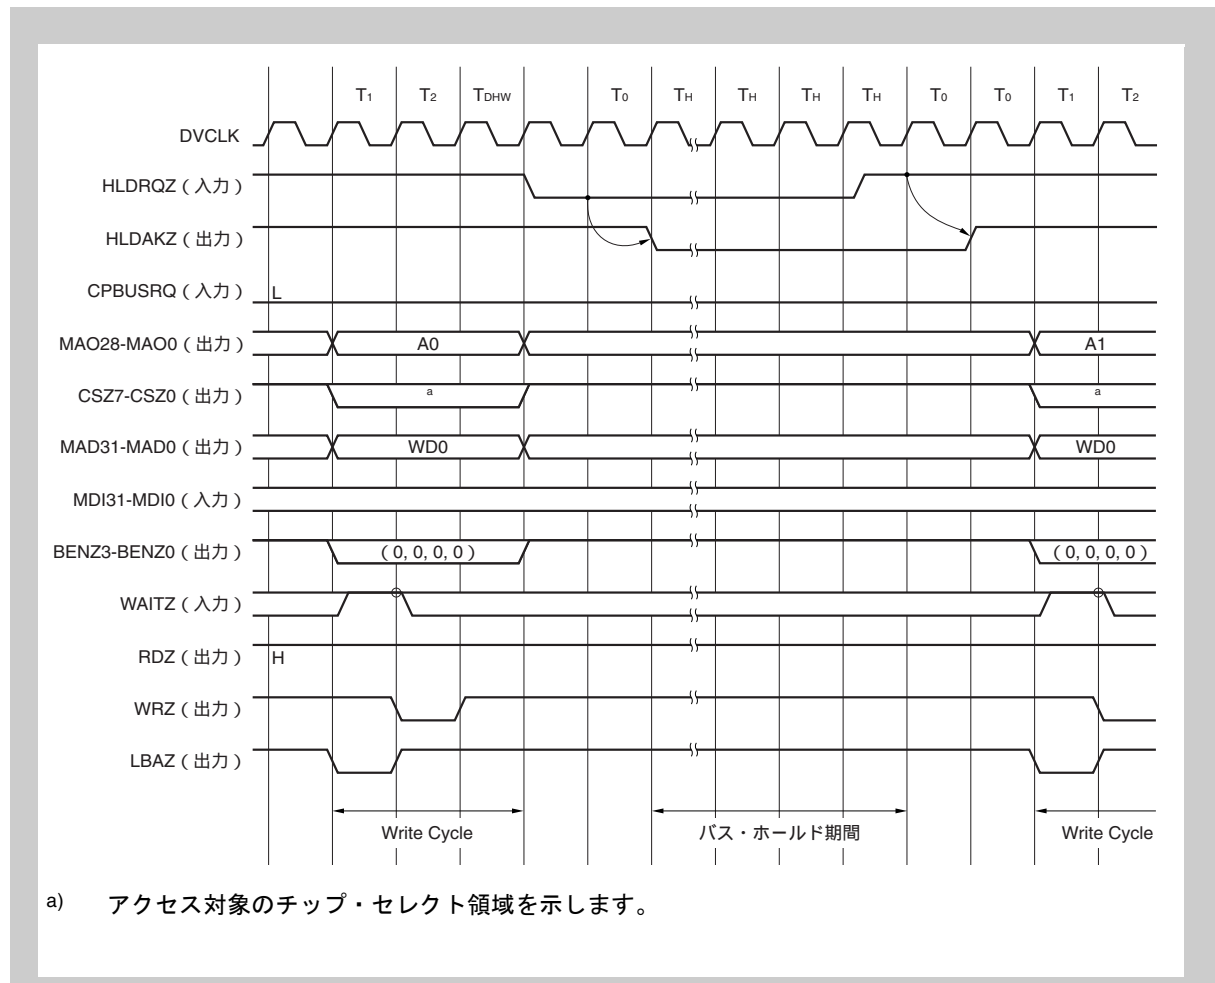 T1 T2 TDHW T0 TH TH TH TH T0 T0 T1 T2
DVCLK
HLDRQZ（入力）
HLDAKZ（出力）
CPBUSRQ（入力） L
MAO28-MAO0（出力） A0 A1
CSZ7-CSZ0（出力） a a
MAD31-MAD0（出力） WD0 WD0
MDI31-MDI0（入力）
BENZ3-BENZ0（出力） （0, 0, 0, 0） （0, 0, 0, 0）
WAITZ（入力）
RDZ（出力） H
WRZ（出力）
LBAZ（出力）
Write Cycle バス・ホールド期間 Write Cycle
a) アクセス対象のチップ・セレクト領域を示します。